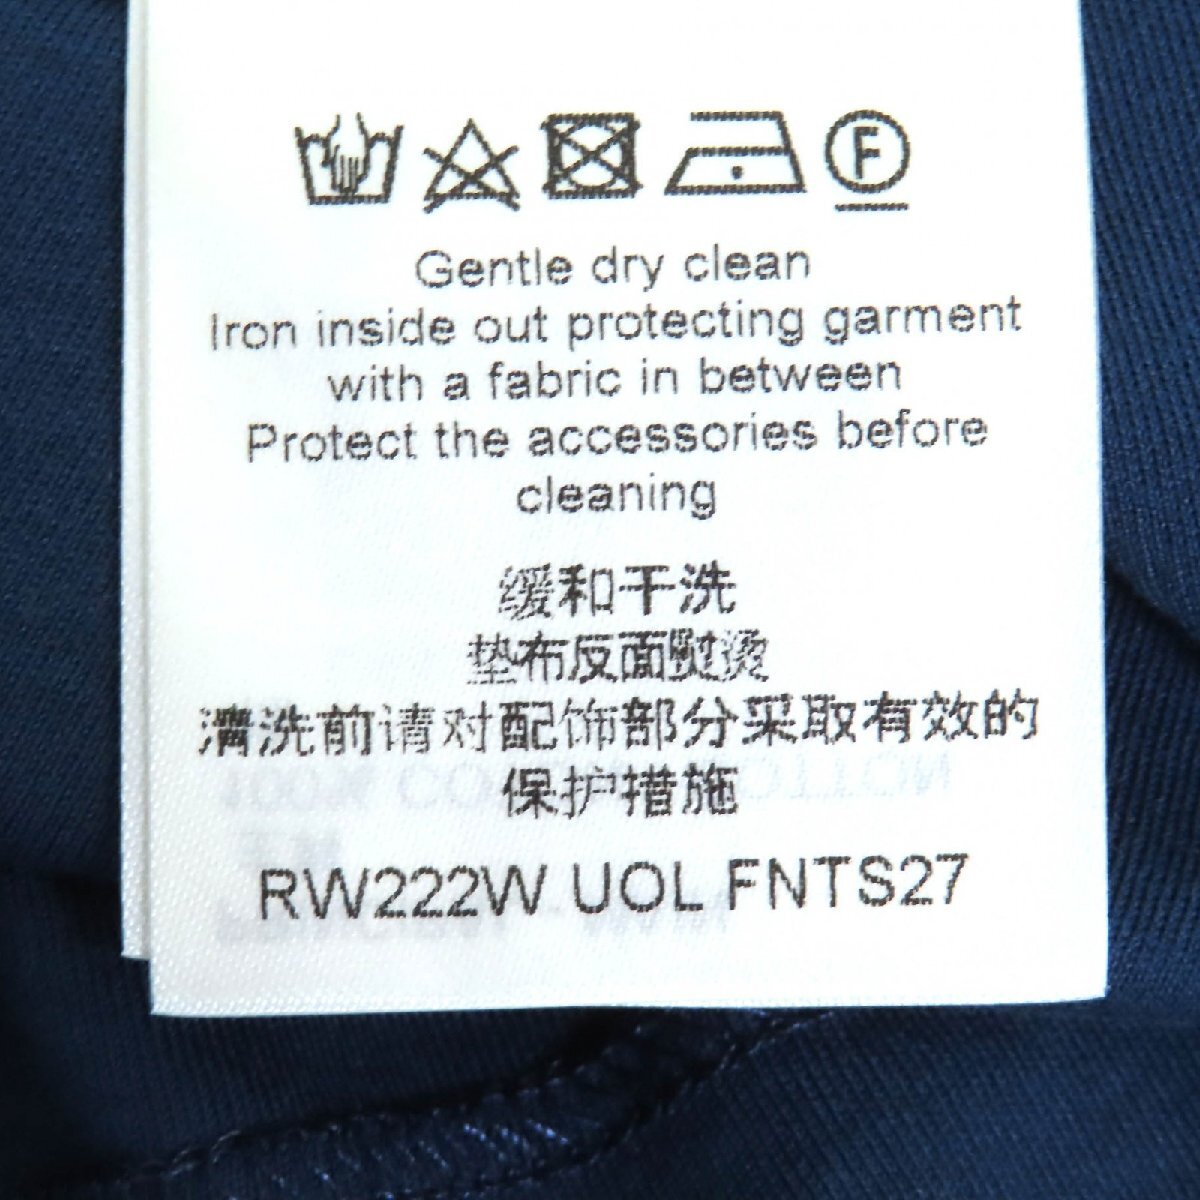 F
Gentle dry clean
Iron inside out protecting garment
with a fabric in between
Protect the accessories before
cleaning
缓和干洗
垫布反面熨烫
清洗前请对配饰部分采取有效的
保护措施
RW222W UOL FNTS27